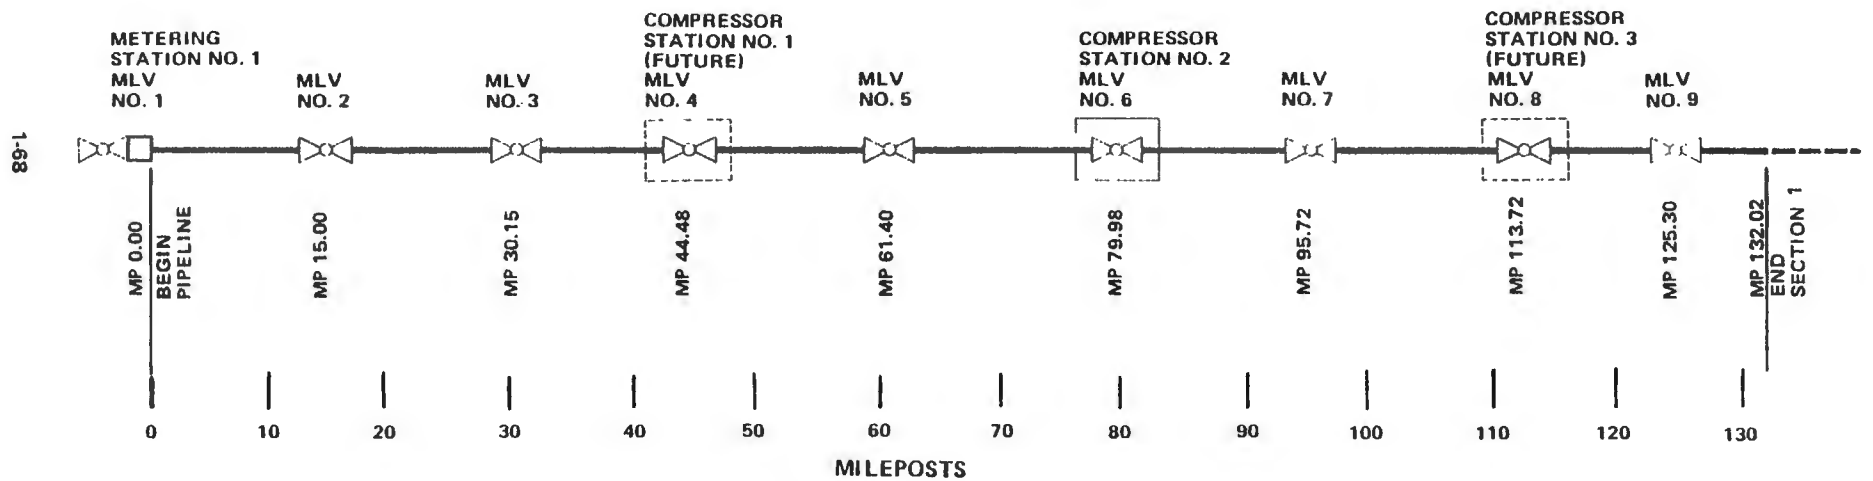 METERING
STATION NO. 1
MLV
NO. 1
MLV
NO. 2
MLV
NO. 3
COMPRESSOR
STATION NO. 1
(FUTURE)
MLV
NO. 4
MLV
NO. 5
COMPRESSOR
STATION NO. 2
MLV
NO. 6
MLV
NO. 7
COMPRESSOR
STATION NO. 3
(FUTURE)
MLV
NO. 8
MLV
NO. 9
1-68
MP 0.00
BEGIN
PIPELINE
MP 15.00
MP 30.15
MP 44.48
MP 61.40
MP 79.98
MP 95.72
MP 113.72
MP 125.30
MP 132.02
END
SECTION 1
0 10 20 30 40 50 60 70 80 90 100 110 120 130
MILEPOSTS